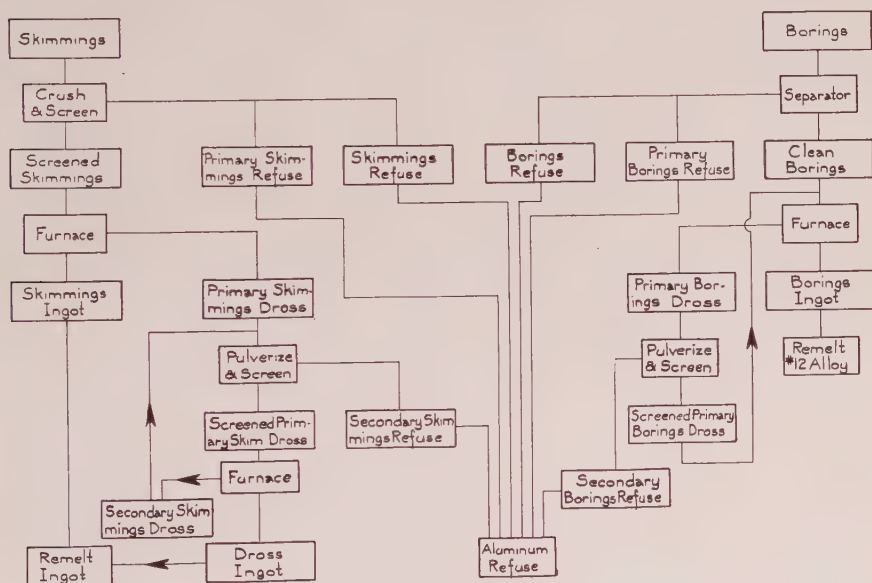 Skimmings
Borings
Crush
& Screen
Separator
Screened
Skimmings
Primary Skim-
mings Refuse
Skimmings
Refuse
Borings
Refuse
Primary
Borings Refuse
Clean
Borings
Furnace
Furnace
Skimmings
Ingot
Primary Skim-
mings Dross
Primary Bor-
ings Dross
Borings
Ingot
Pulverize
& Screen
Pulverize
& Screen
Remelt
#12 Alloy
Screened Prim-
ary Skim Dross
Secondary Skim-
mings Refuse
Screened Primary
Borings Dross
Furnace
Secondary
Borings Refuse
Secondary Skim-
mings Dross
Remelt
Ingot
Dross
Ingot
Aluminum
Refuse